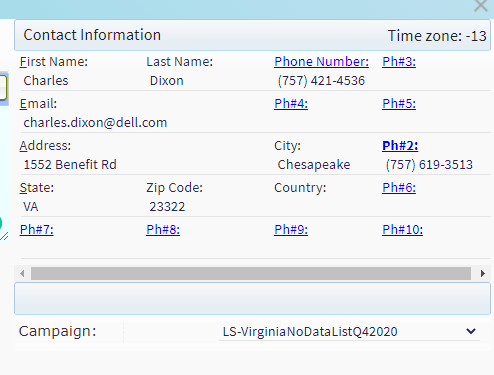 Contact Information Time zone: -13
First Name: Last Name: Phone Number: Ph#3:
Charles Dixon (757) 421-4536
Email: Ph#4: Ph#5:
charles.dixon@dell.com
Address: City: Ph#2:
1552 Benefit Rd Chesapeake (757) 619-3513
State: Zip Code: Country: Ph#6:
VA 23322
Ph#7: Ph#8: Ph#9: Ph#10:
Campaign: LS-VirginiaNoDataListQ42020